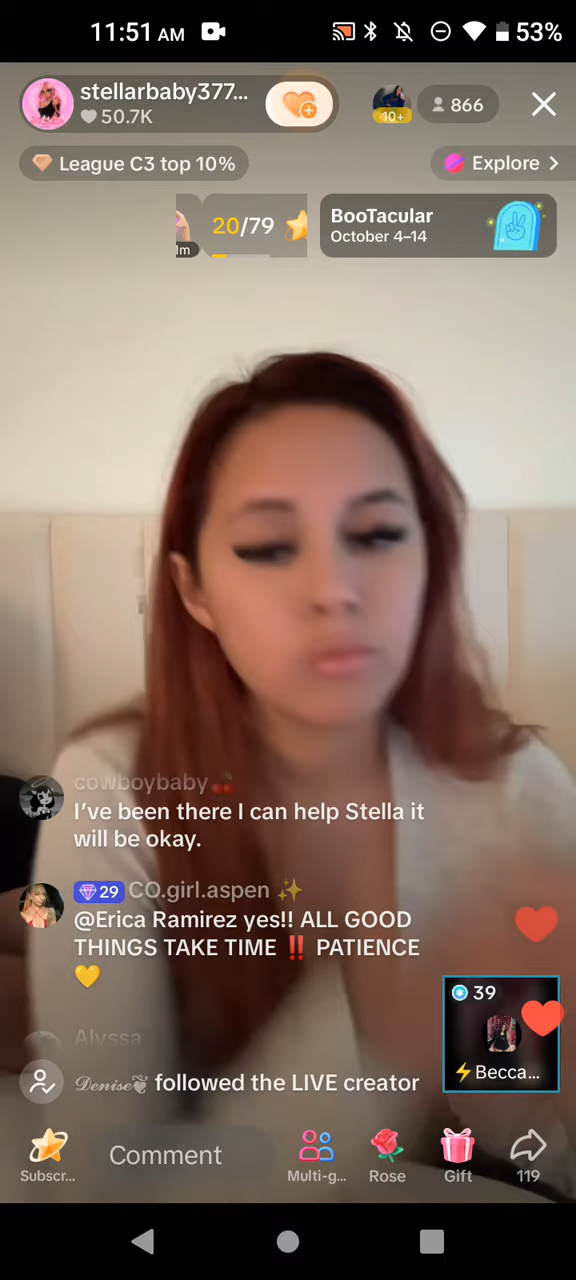 11:51 AM
53%
stellarbaby377...
50.7K
10+
866
League C3 top 10%
Explore >
1m
20/79
BooTacular
October 4–14
cowboybaby🍒
I've been there I can help Stella it
will be okay.
29 CO.girl.aspen ✨
@Erica Ramirez yes!! ALL GOOD
THINGS TAKE TIME ‼️ PATIENCE
💛
Alyssa
39
⚡Becca...
𝒟𝑒𝓃𝒾𝓈𝑒❦ followed the LIVE creator
Subscr...
Comment
Multi-g...
Rose
Gift
119